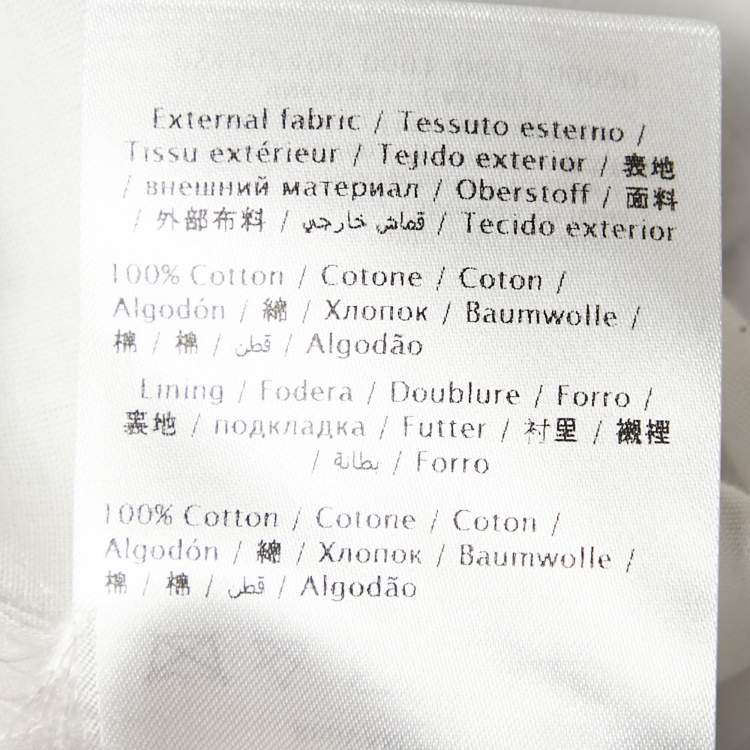 External fabric / Tessuto esterno /
Tissu extérieur / Tejido exterior / 表地
/ внешний материал / Oberstoff / 面料
/ 外部布料 / قماش خارجي / Tecido exterior
100% Cotton / Cotone / Coton /
Algodón / 綿 / Хлопок / Baumwolle /
棉 / 棉 / قطن / Algodão
Lining / Fodera / Doublure / Forro /
裏地 / подкладка / Futter / 衬里 / 襯裡
/ بطانة / Forro
100% Cotton / Cotone / Coton /
Algodón / 綿 / Хлопок / Baumwolle /
棉 / 棉 / قطن / Algodão